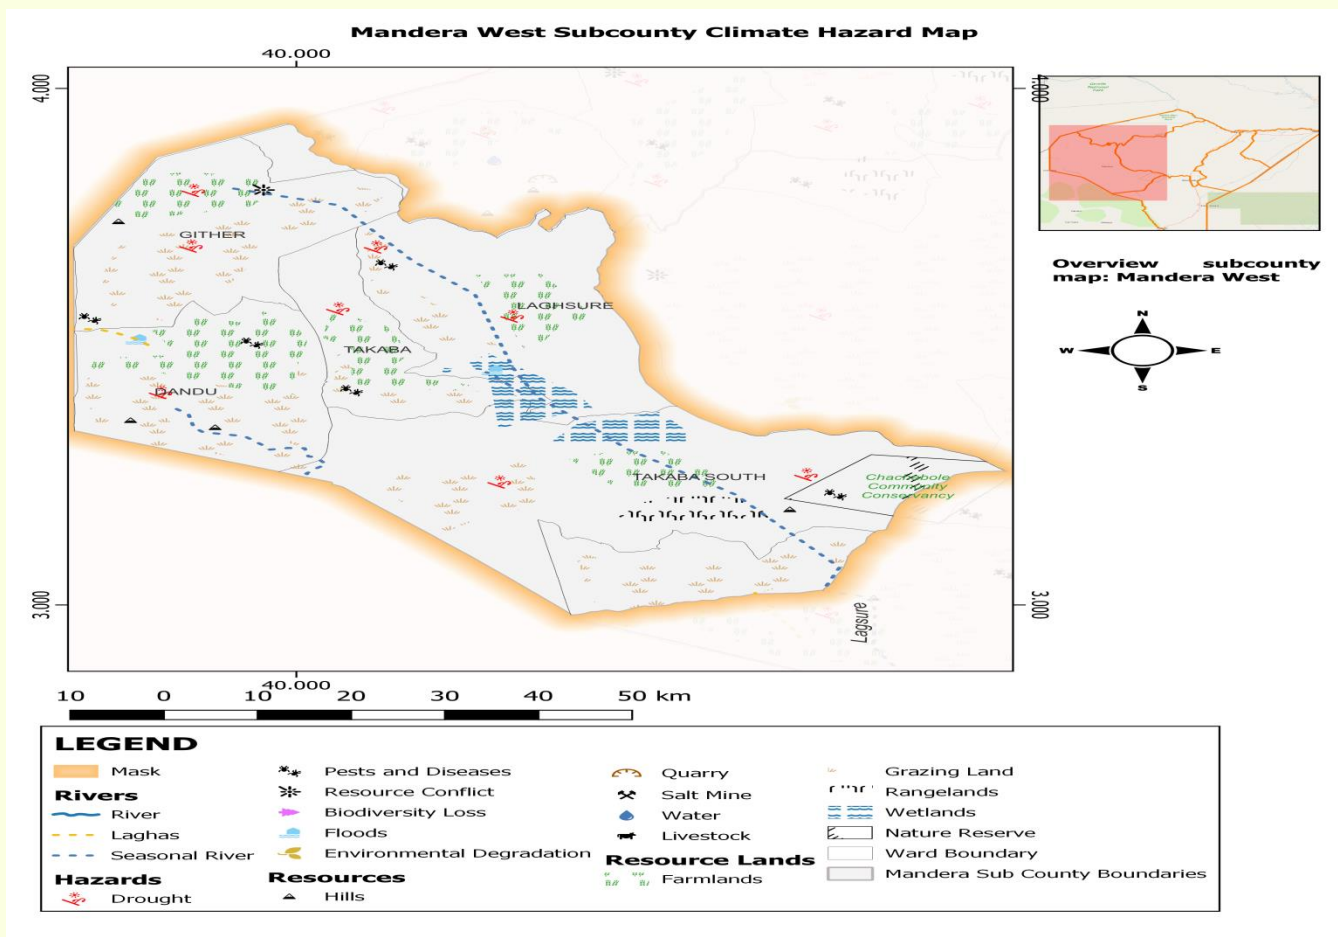 Mandera West Subcounty Climate Hazard Map
40.000
4.000
4.000
GITHER
LAGHSURE
TAKABA
DANDU
TAKABA SOUTH
Community
Conservancy
3.000
3.000
Lagsure
40.000
10 0 10 20 30 40 50 km
Overview subcounty
map: Mandera West
N
W E
S
LEGEND
Mask
Rivers
River
Laghas
Seasonal River
Hazards
Drought
Pests and Diseases
Resource Conflict
Biodiversity Loss
Floods
Environmental Degradation
Resources
Hills
Quarry
Salt Mine
Water
Livestock
Resource Lands
Farmlands
Grazing Land
Rangelands
Wetlands
Nature Reserve
Ward Boundary
Mandera Sub County Boundaries